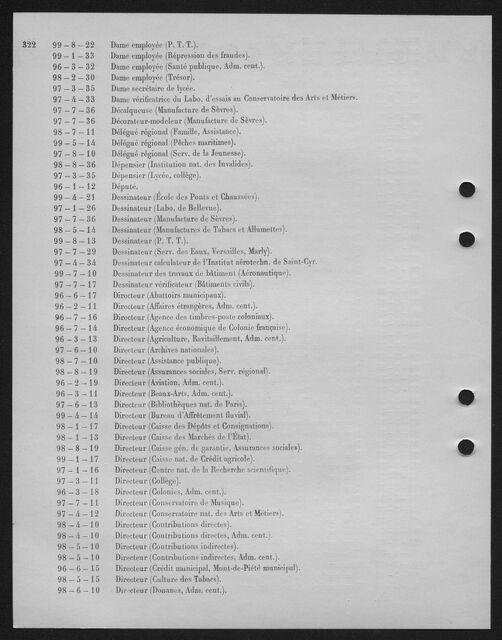 322 99 – 8 – 22 Dame employée (P. T. T.).
99 – 1 – 33 Dame employée (Répression des fraudes).
96 – 3 – 32 Dame employée (Santé publique, Adm. cent.).
98 – 2 – 30 Dame employée (Trésor).
97 – 3 – 35 Dame secrétaire de lycée.
97 – 4 – 33 Dame vérificatrice du Labo. d'essais au Conservatoire des Arts et Métiers.
97 – 7 – 36 Décalqueuse (Manufacture de Sèvres).
97 – 7 – 36 Décorateur-modeleur (Manufacture de Sèvres).
98 – 7 – 11 Délégué régional (Famille, Assistance).
99 – 5 – 14 Délégué régional (Pêches maritimes).
97 – 8 – 10 Délégué régional (Serv. de la Jeunesse).
98 – 8 – 36 Dépensier (Institution nat. des Invalides).
97 – 3 – 35 Dépensier (Lycée, collège).
96 – 1 – 12 Député.
99 – 4 – 21 Dessinateur (École des Ponts et Chaussées).
97 – 1 – 26 Dessinateur (Labo. de Bellevue).
97 – 7 – 36 Dessinateur (Manufacture de Sèvres).
98 – 5 – 14 Dessinateur (Manufactures de Tabacs et Allumettes).
99 – 8 – 13 Dessinateur (P. T. T.).
97 – 7 – 29 Dessinateur (Serv. des Eaux, Versailles, Marly).
97 – 4 – 34 Dessinateur calculateur de l'Institut aérotechn. de Saint-Cyr.
99 – 7 – 10 Dessinateur des travaux de bâtiment (Aéronautique).
97 – 7 – 17 Dessinateur vérificateur (Bâtiments civils).
96 – 6 – 17 Directeur (Abattoirs municipaux).
96 – 2 – 11 Directeur (Affaires étrangères, Adm. cent.).
96 – 7 – 16 Directeur (Agence des timbres-poste coloniaux).
96 – 7 – 14 Directeur (Agence économique de Colonie française).
96 – 3 – 13 Directeur (Agriculture, Ravitaillement, Adm. cent.).
97 – 6 – 10 Directeur (Archives nationales).
98 – 7 – 10 Directeur (Assistance publique).
98 – 8 – 19 Directeur (Assurances sociales, Serv. régional).
96 – 2 – 19 Directeur (Aviation, Adm. cent.).
96 – 3 – 11 Directeur (Beaux-Arts, Adm. cent.).
97 – 6 – 13 Directeur (Bibliothèques nat. de Paris).
99 – 4 – 14 Directeur (Bureau d'Affrètement fluvial).
98 – 1 – 17 Directeur (Caisse des Dépôts et Consignations).
98 – 1 – 13 Directeur (Caisse des Marchés de l'État).
98 – 8 – 19 Directeur (Caisse gén. de garantie, Assurances sociales).
99 – 1 – 17 Directeur (Caisse nat. de Crédit agricole).
97 – 1 – 16 Directeur (Centre nat. de la Recherche scientifique).
97 – 3 – 11 Directeur (Collège).
96 – 3 – 18 Directeur (Colonies, Adm. cent.).
97 – 7 – 11 Directeur (Conservatoire de Musique).
97 – 4 – 12 Directeur (Conservatoire nat. des Arts et Métiers).
98 – 4 – 10 Directeur (Contributions directes).
98 – 4 – 10 Directeur (Contributions directes, Adm. cent.).
98 – 5 – 10 Directeur (Contributions indirectes).
98 – 5 – 10 Directeur (Contributions indirectes, Adm. cent.).
96 – 6 – 15 Directeur (Crédit municipal, Mont-de-Piété municipal).
98 – 5 – 15 Directeur (Culture des Tabacs).
98 – 6 – 10 Directeur (Douanes, Adm. cent.).